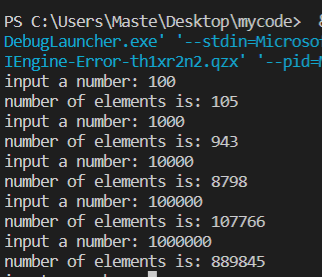 PS C:\Users\Maste\Desktop\mycode> &
DebugLauncher.exe' '--stdin=Microso
IEngine-Error-th1xr2n2.qzx' '--pid=M
input a number: 100
number of elements is: 105
input a number: 1000
number of elements is: 943
input a number: 10000
number of elements is: 8798
input a number: 100000
number of elements is: 107766
input a number: 1000000
number of elements is: 889845